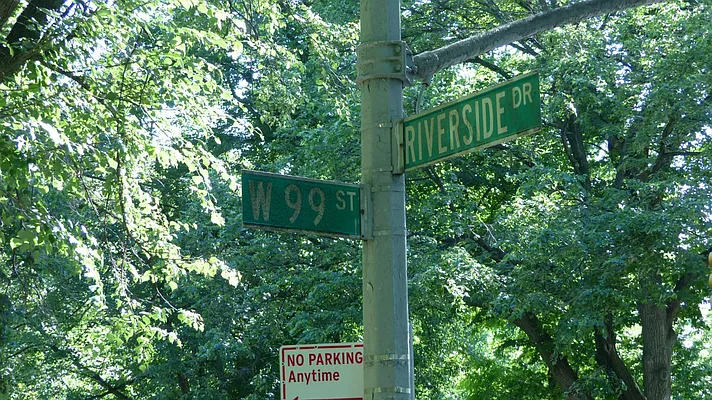 RIVERSIDE DR
W 99 ST
NO PARKING
Anytime